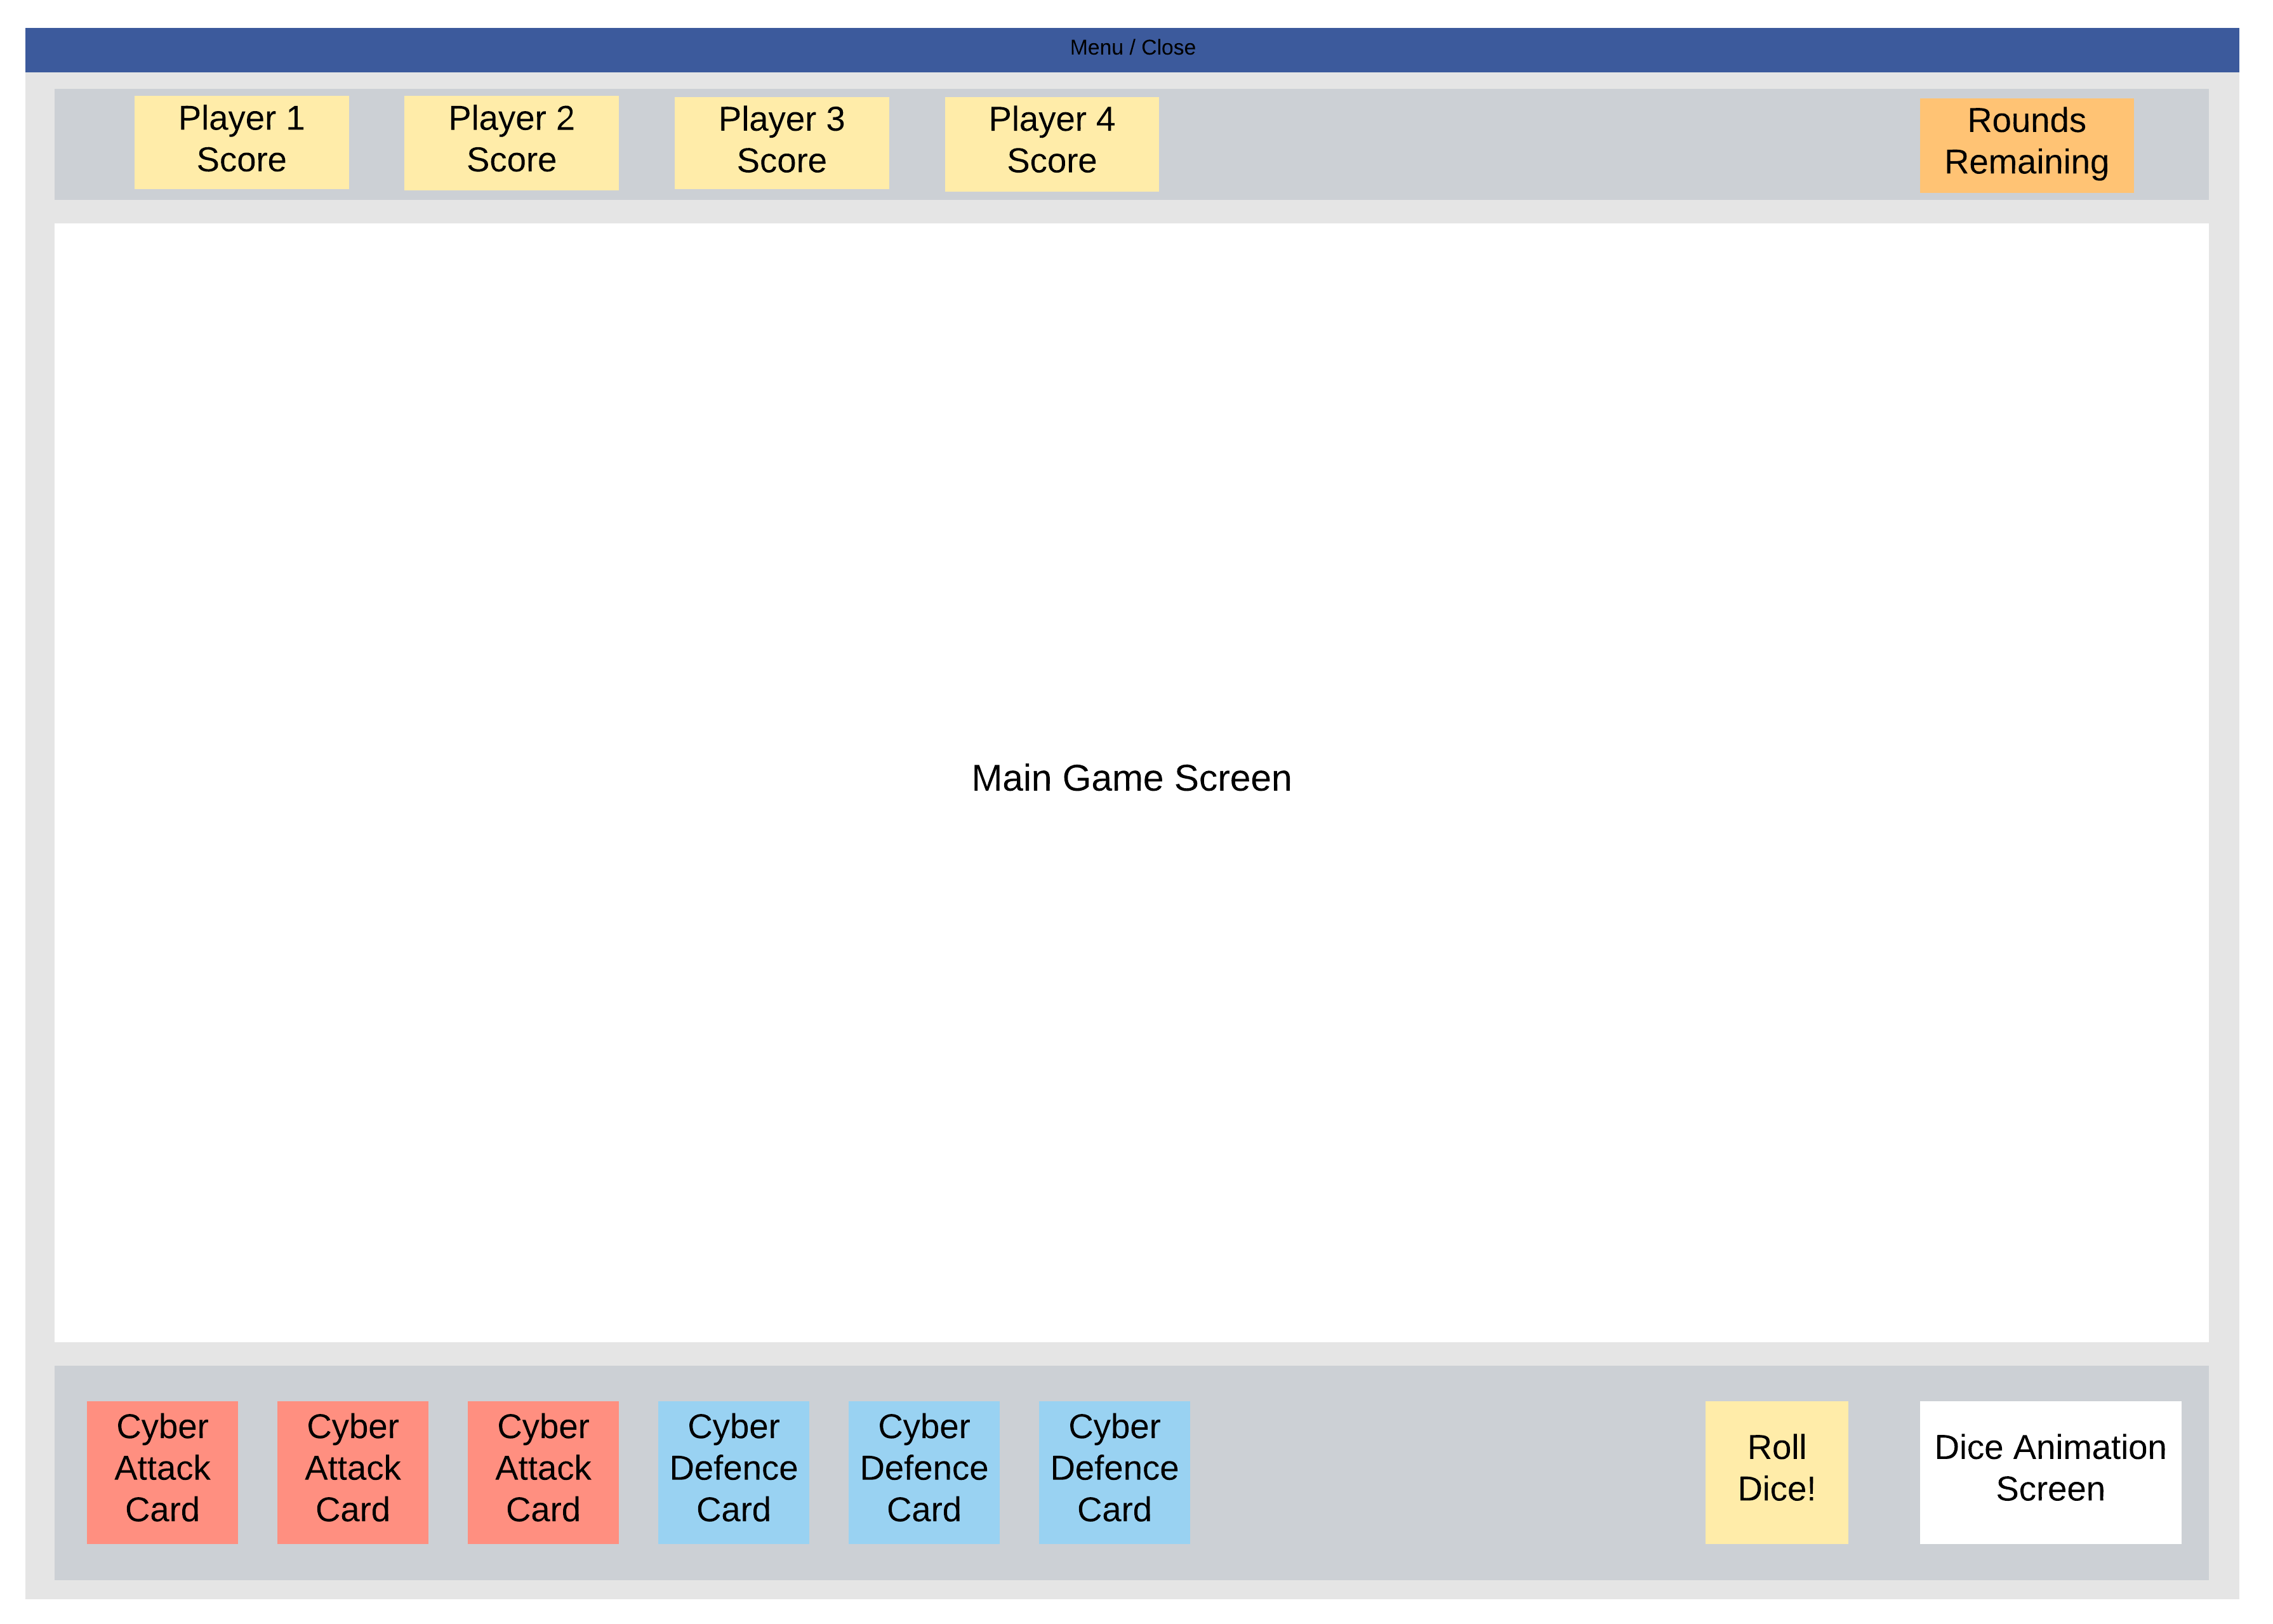 Menu / Close
Player 1
Score
Player 2
Score
Player 3
Score
Player 4
Score
Rounds
Remaining
Main Game Screen
Cyber
Attack
Card
Cyber
Attack
Card
Cyber
Attack
Card
Cyber
Defence
Card
Cyber
Defence
Card
Cyber
Defence
Card
Roll
Dice!
Dice Animation
Screen